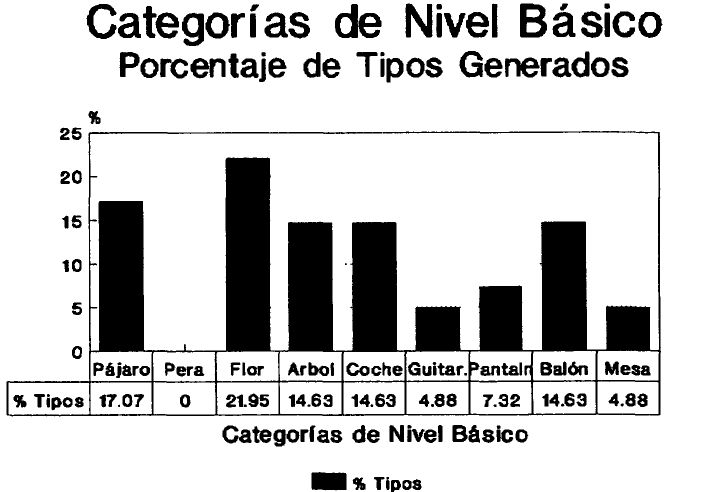 Categorías de Nivel Básico
Porcentaje de Tipos Generados
%
25
20
15
10
5
0
Pájaro Pera Flor Arbol Coche Guitar. Pantaln Balón Mesa
% Tipos 17.07 0 21.95 14.63 14.63 4.88 7.32 14.63 4.88
Categorías de Nivel Básico
% Tipos